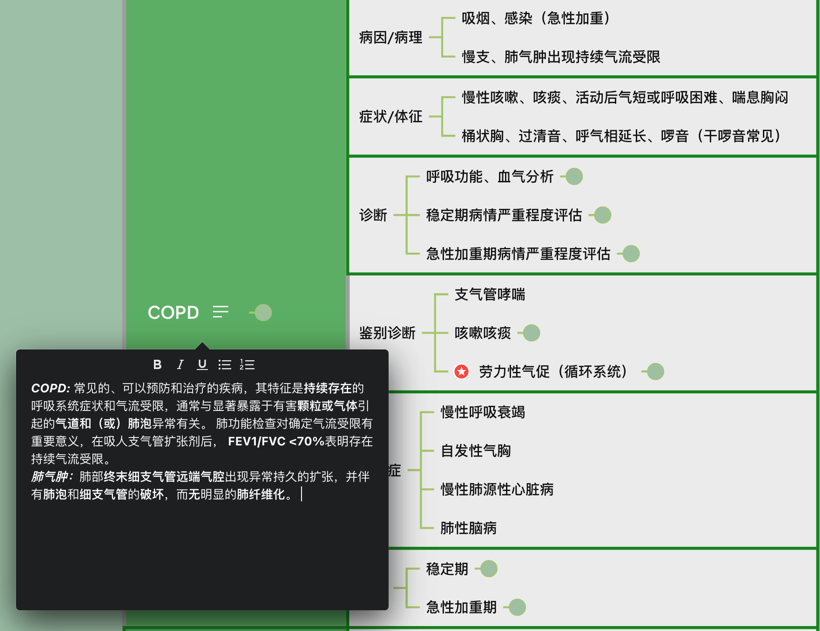 病因/病理
吸烟、感染（急性加重）
慢支、肺气肿出现持续气流受限
症状/体征
慢性咳嗽、咳痰、活动后气短或呼吸困难、喘息胸闷
桶状胸、过清音、呼气相延长、啰音（干啰音常见）
诊断
呼吸功能、血气分析
稳定期病情严重程度评估
急性加重期病情严重程度评估
COPD
鉴别诊断
支气管哮喘
咳嗽咳痰
劳力性气促（循环系统）
B I U
COPD: 常见的、可以预防和治疗的疾病，其特征是持续存在的
呼吸系统症状和气流受限，通常与显著暴露于有害颗粒或气体引
起的气道和（或）肺泡异常有关。 肺功能检查对确定气流受限有
重要意义，在吸人支气管扩张剂后， FEV1/FVC <70%表明存在
持续气流受限。
肺气肿：肺部终末细支气管远端气腔出现异常持久的扩张，并伴
有肺泡和细支气管的破坏，而无明显的肺纤维化。
症
慢性呼吸衰竭
自发性气胸
慢性肺源性心脏病
肺性脑病
稳定期
急性加重期